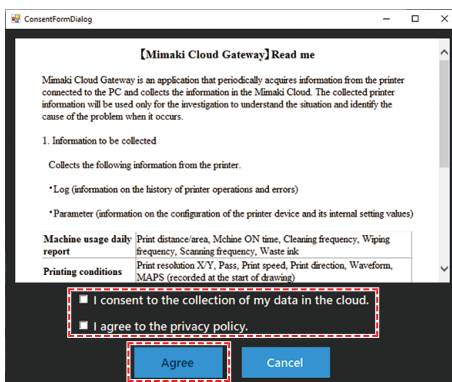 ConsentFormDialog
【Mimaki Cloud Gateway】Read me
Mimaki Cloud Gateway is an application that periodically acquires information from the printer
connected to the PC and collects the information in the Mimaki Cloud. The collected printer
information will be used only for the investigation to understand the situation and identify the
cause of the problem when it occurs.
1. Information to be collected
Collects the following information from the printer.
•Log (information on the history of printer operations and errors)
•Parameter (information on the configuration of the printer device and its internal setting values)
Machine usage daily Print distance/area, Mchine ON time, Cleaning frequency, Wiping
report frequency, Scanning frequency, Waste ink
Printing conditions Print resolution X/Y, Pass, Print speed, Print direction, Waveform,
MAPS (recorded at the start of drawing)
I consent to the collection of my data in the cloud.
I agree to the privacy policy.
Agree Cancel